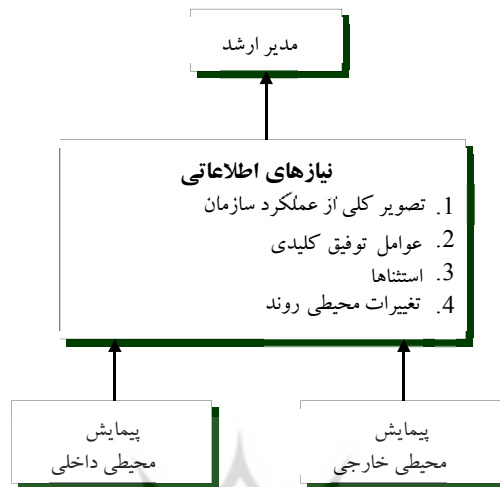 مدیر ارشد
نیازهای اطلاعاتی
1. تصویر کلی از عملکرد سازمان
2. عوامل توفیق کلیدی
3. استثناها
4. تغییرات محیطی روند
پیمایش
محیطی خارجی
پیمایش
محیطی داخلی